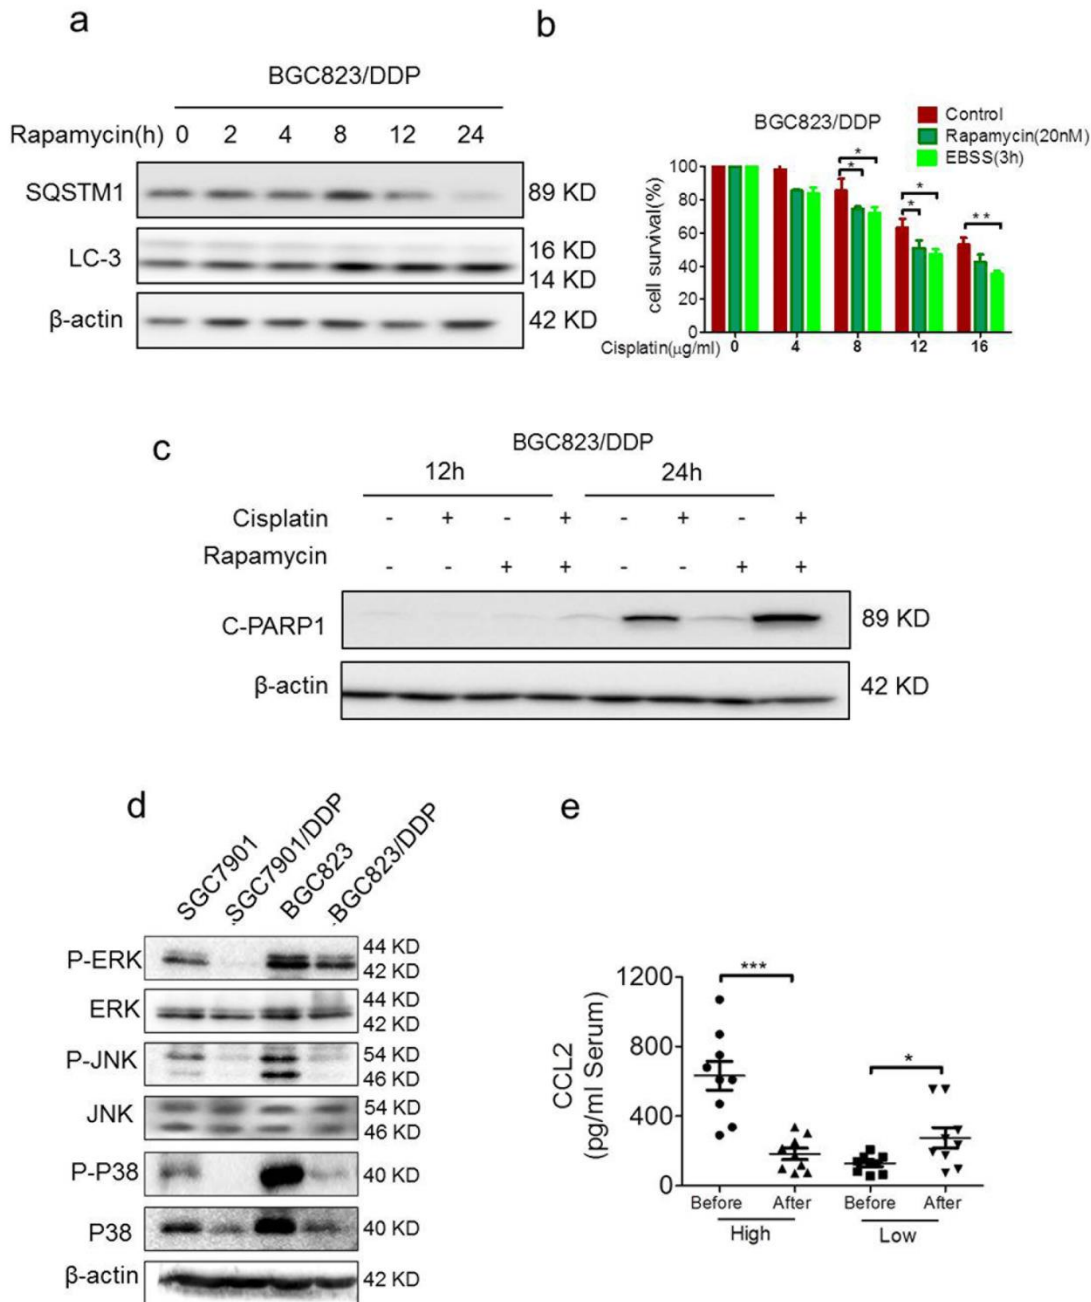 a
BGC823/DDP
Rapamycin(h) 0 2 4 8 12 24
SQSTM1 89 KD
LC-3 16 KD
14 KD
β-actin 42 KD
b
BGC823/DDP
Control
Rapamycin(20nM)
EBSS(3h)
cell survival(%)
100
80
60
40
20
0
* * * * **
Cisplatin(μg/ml) 0 4 8 12 16
c
BGC823/DDP
12h 24h
Cisplatin - + - + - + - +
Rapamycin - - + + - - + +
C-PARP1 89 KD
β-actin 42 KD
d
SGC7901
SGC7901/DDP
BGC823
BGC823/DDP
P-ERK 44 KD
42 KD
ERK 44 KD
42 KD
P-JNK 54 KD
46 KD
JNK 54 KD
46 KD
P-P38 40 KD
P38 40 KD
β-actin 42 KD
e
CCL2
(pg/ml Serum)
1200
800
400
0
*** *
Before After Before After
High Low